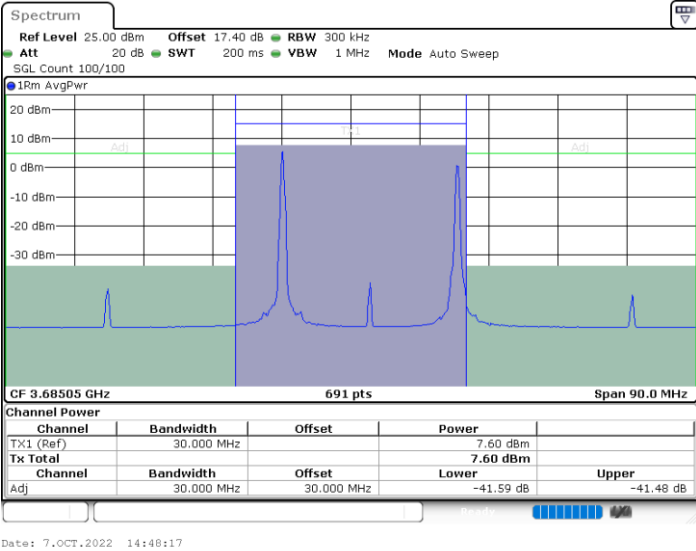 Spectrum
Ref Level 25.00 dBm Offset 17.40 dB RBW 300 kHz
Att 20 dB SWT 200 ms VBW 1 MHz Mode Auto Sweep
SGL Count 100/100
1Rm AvgPwr
20 dBm
TX1
10 dBm
Adj Adj
0 dBm
-10 dBm
-20 dBm
-30 dBm
CF 3.68505 GHz 691 pts Span 90.0 MHz
Channel Power
Channel Bandwidth Offset Power
TX1 (Ref) 30.000 MHz 7.60 dBm
Tx Total 7.60 dBm
Channel Bandwidth Offset Lower Upper
Adj 30.000 MHz 30.000 MHz -41.59 dB -41.48 dB
Ready
Date: 7.OCT.2022 14:48:17